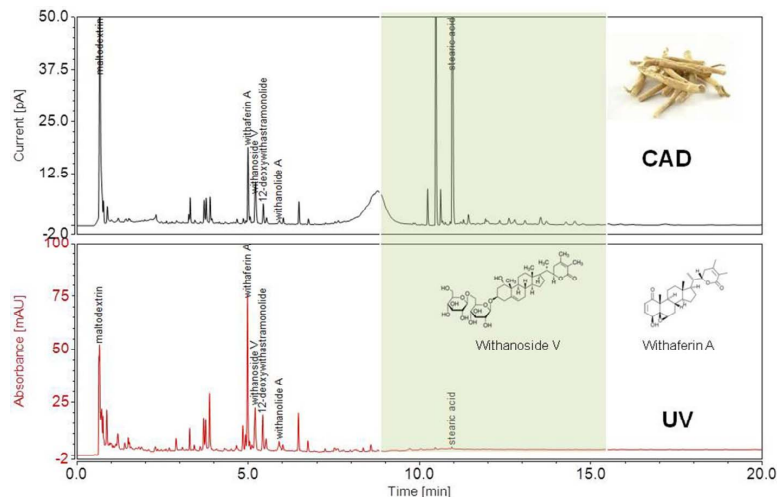 50.0
37.5
25.0
12.5
-2.0
Current [pA]
maltodextrin
withaferin A
withanoside V
12-deoxywithastramonolide
withanolide A
stearic acid
CAD
100
75
50
25
-2
Absorbance [mAU]
maltodextrin
withaferin A
withanoside V
12-deoxywithastramonolide
withanolide A
stearic acid
Withanoside V
Withaferin A
UV
0.0
5.0
10.0
15.0
20.0
Time [min]